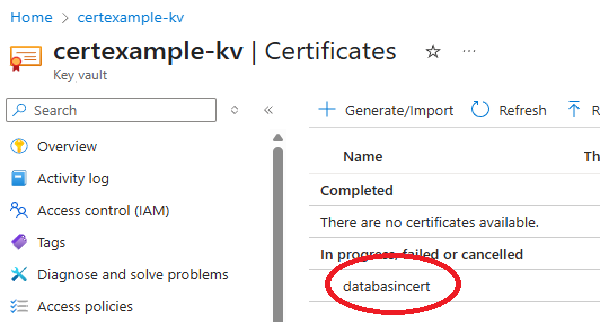 Home > certexample-kv >
certexample-kv | Certificates
Key vault
Search
Generate/Import Refresh R
Overview
Activity log
Access control (IAM)
Tags
Diagnose and solve problems
Access policies
Name Th
Completed
There are no certificates available.
In progress, failed or cancelled
databasincert